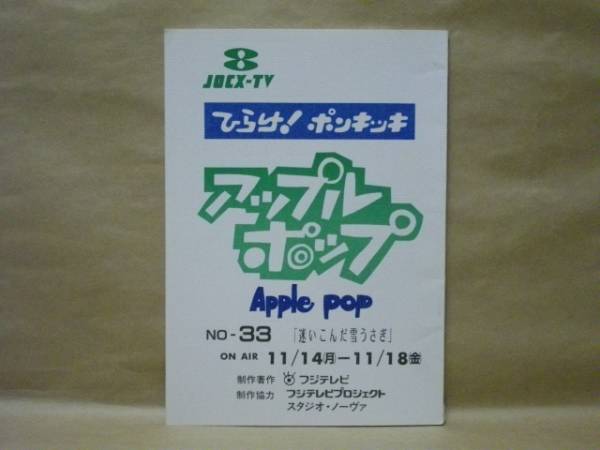 JOCX-TV
ひらけ!ポンキッキ
アップル
ポップ
Apple pop
NO-33 「迷いこんだ雪うさぎ」
ON AIR 11/14月ー11/18金
制作著作 フジテレビ
制作協力 フジテレビプロジェクト
スタジオ・ノーヴァ